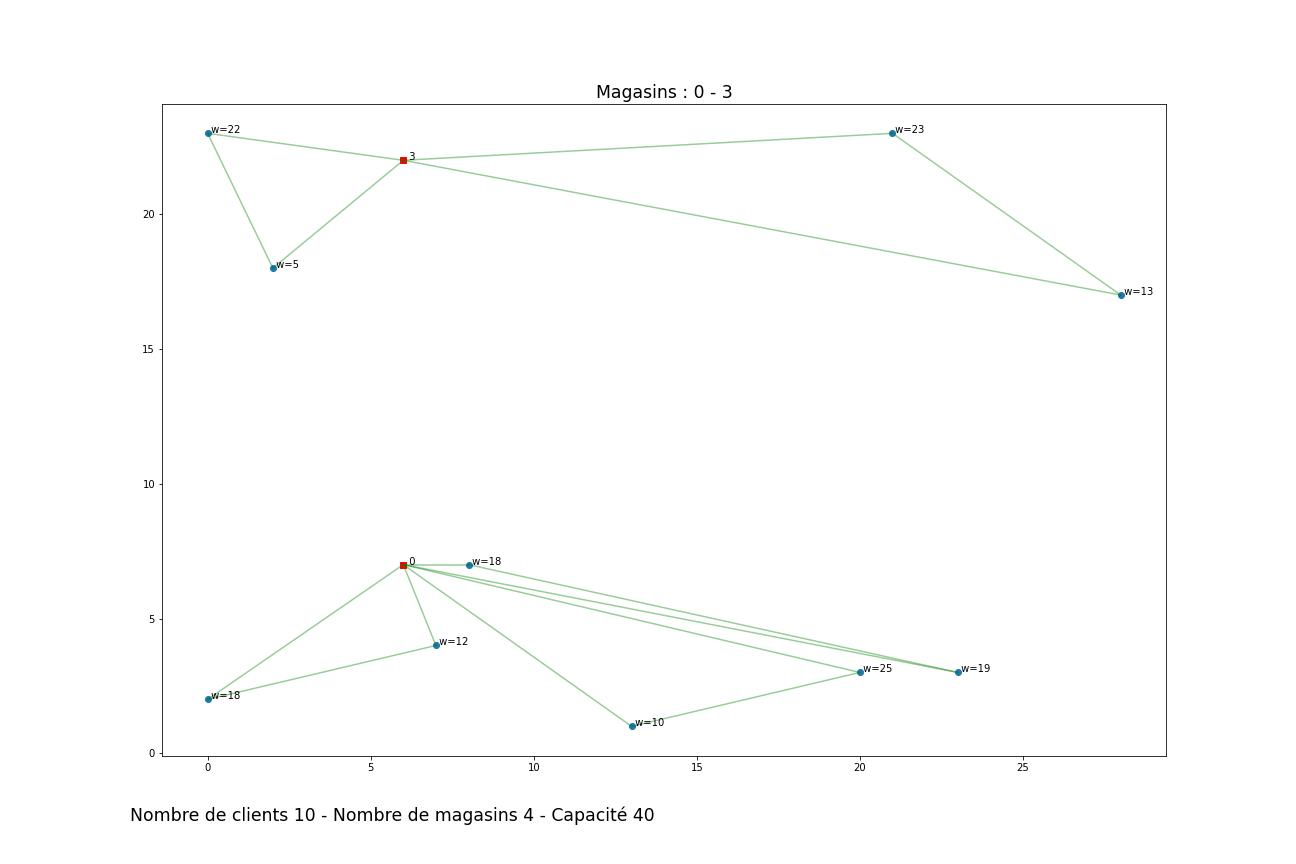 Magasins : 0 - 3
w=22
w=23
3
20
w=5
w=13
15
10
0
w=18
5
w=12
w=25
w=19
w=18
w=10
0
0
5
10
15
20
25
Nombre de clients 10 - Nombre de magasins 4 - Capacité 40